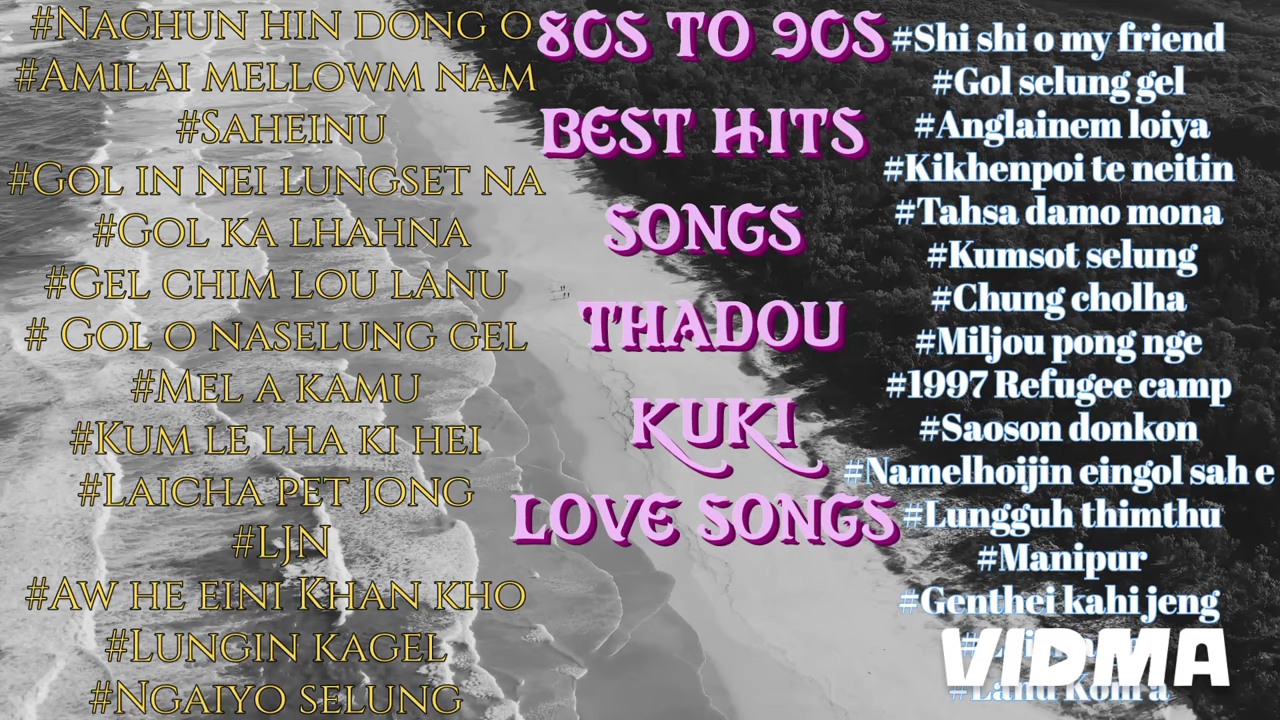 #Nachun hin dong o
#Amilai mellowm nam
#Saheinu
#Gol in nei lungset na
#Gol ka lhahna
#Gel chim lou lanu
# Gol o naselung gel
#Mel a kamu
#Kum le lha ki hei
#Laicha pet jong
#LJN
#Aw he eini Khan kho
#Lungin kagel
#Ngaiyo selung
80s to 90s
Best Hits
Songs
Thadou
Kuki
Love Songs
#Shi shi o my friend
#Gol selung gel
#Anglainem loiya
#Kikhenpoi te neitin
#Tahsa damo mona
#Kumsot selung
#Chung cholha
#Miljou pong nge
#1997 Refugee camp
#Saoson donkon
#Namelhoijin eingol sah e
#Lungguh thimthu
#Manipur
#Genthei kahi jeng
VIDMA
#Lanu Kom a